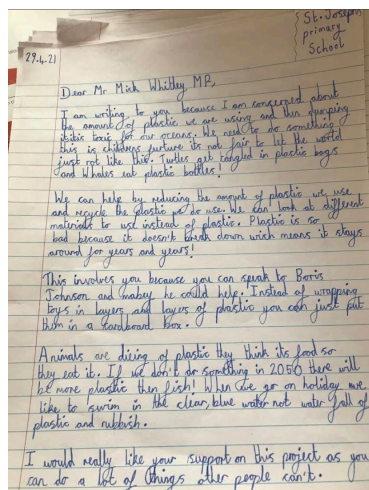 St. Joseph
primary
School
29.4.21
Dear Mr Mick Whitley MP,
I am writing to you because I am concerned about
the amount of plastic we are using and then dumping
it its toxic for our oceans. We need to do something
this is childrens furture its not fair to let the world
just rot like this. Turtles get tangled in plastic bags
and Whales eat plastic bottles!
We can help by reducing the amount of plastic we use
and recycle the plastic we do use. We can look at different
materials to use instead of plastic. Plastic is so
bad because it doesn't break down wich means it stays
around for years and years!
This involves you because you can speak to Boris
Johnson and mabey he could help. Instead of wrapping
toys in layers and layers of plastic you can just put
them in a cardboard box.
Animals are dieing of plastic they think its food so
they eat it. If we don't do something in 2050 there will
be more plastic then fish! When we go on holiday we
like to swim in the clear, blue water not water full of
plastic and rubbish.
I would really like your support on this project as you
can do a lot of things other people can't.